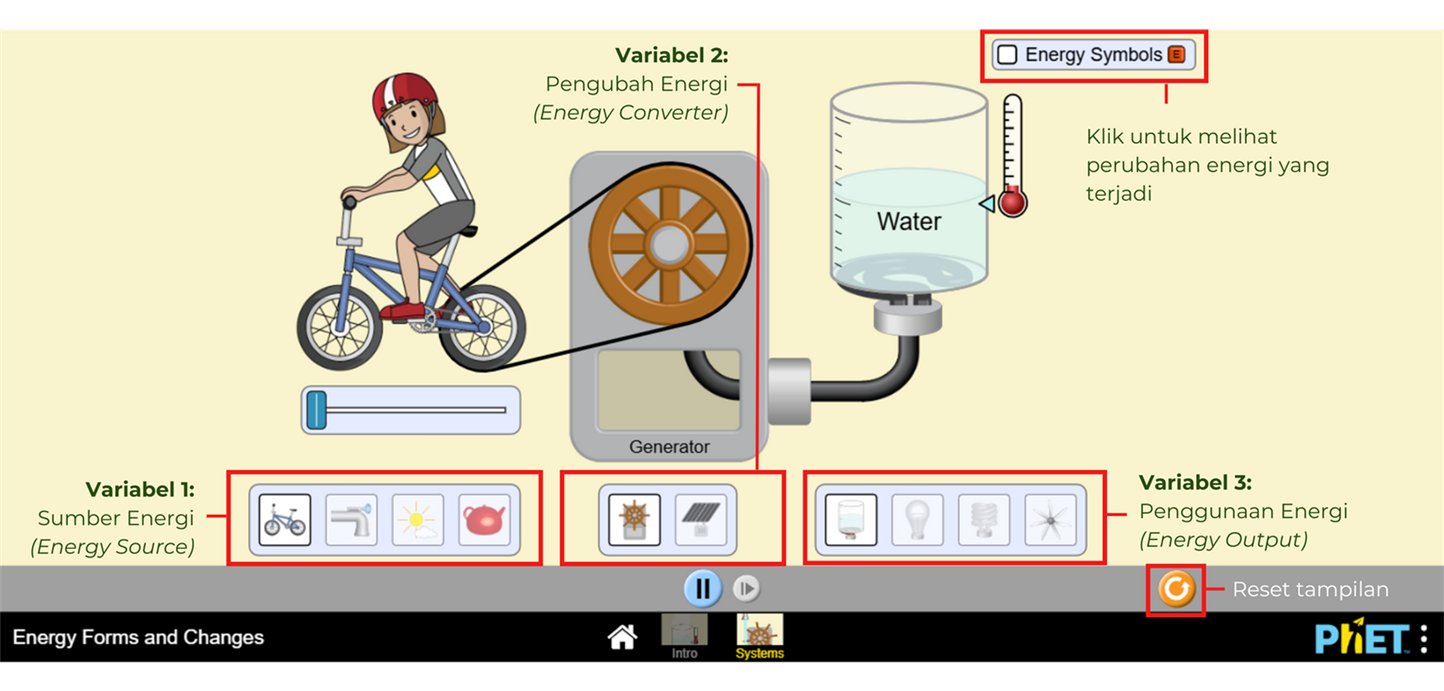 Variabel 2:
Pengubah Energi
(Energy Converter)
Energy Symbols E
Klik untuk melihat
perubahan energi yang
terjadi
Water
Generator
Variabel 1:
Sumber Energi
(Energy Source)
Variabel 3:
Penggunaan Energi
(Energy Output)
Reset tampilan
Energy Forms and Changes
Intro
Systems
PhET